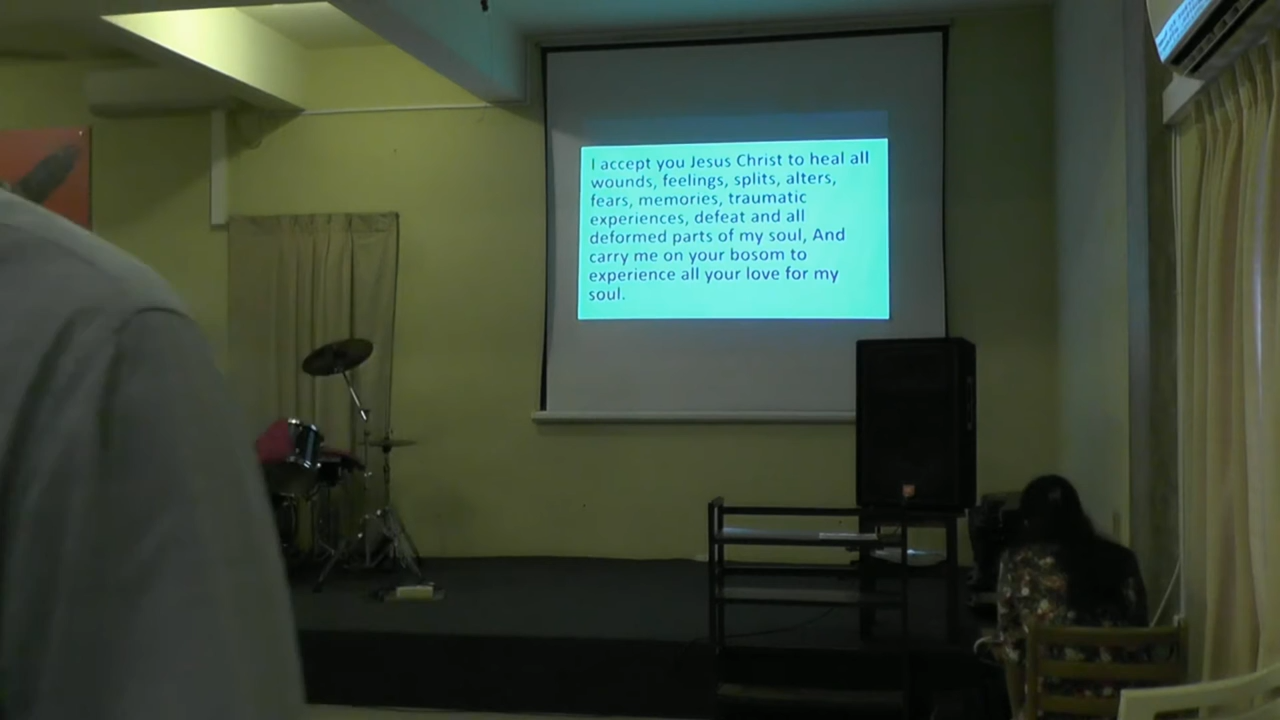 I accept you Jesus Christ to heal all
wounds, feelings, splits, alters,
fears, memories, traumatic
experiences, defeat and all
deformed parts of my soul, And
carry me on your bosom to
experience all your love for my
soul.